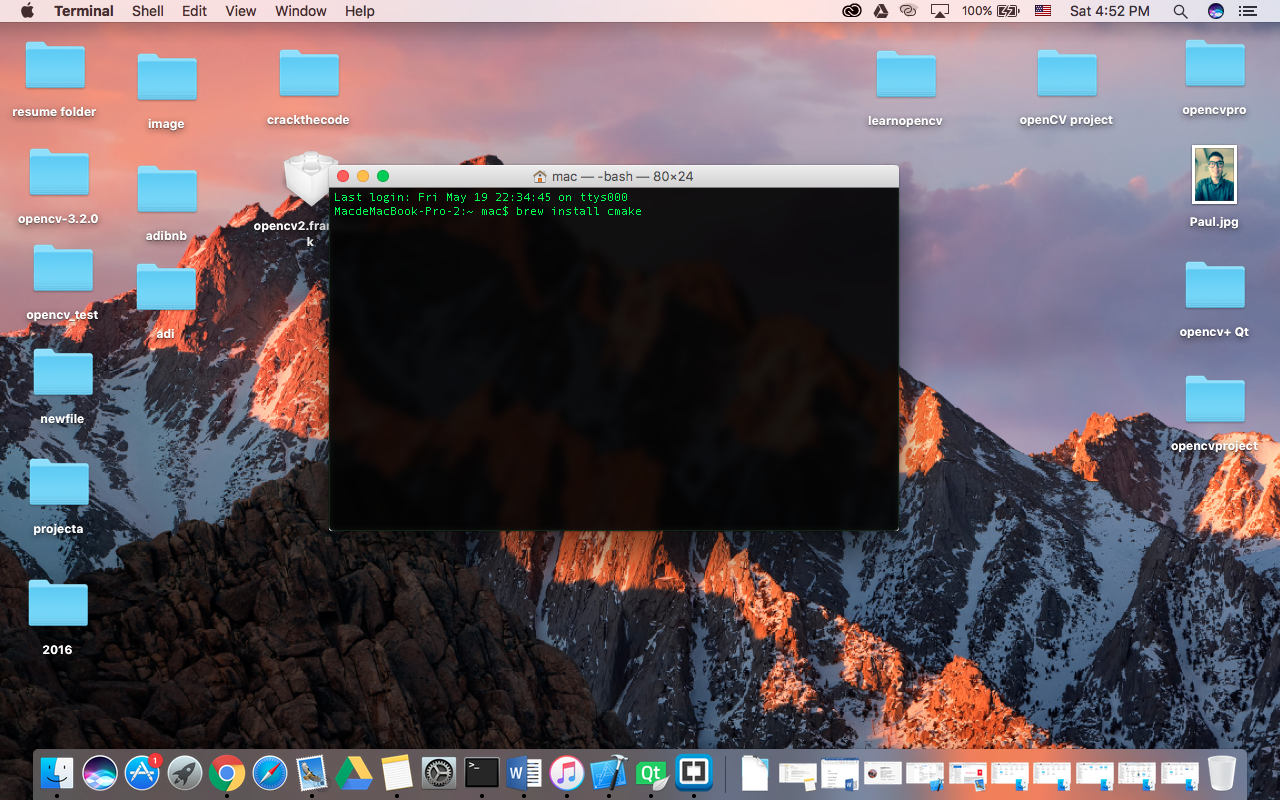 Terminal Shell Edit View Window Help 100% Sat 4:52 PM
resume folder
image
crackthecode
learnopencv
openCV project
opencvpro
opencv-3.2.0
adibnb
opencv2.fra
k
Paul.jpg
opencv_test
adi
opencv+ Qt
newfile
opencvproject
projecta
2016
mac — -bash — 80×24
Last login: Fri May 19 22:34:45 on ttys000
MacdeMacBook-Pro-2:~ mac$ brew install cmake
1
>_
W
Qt